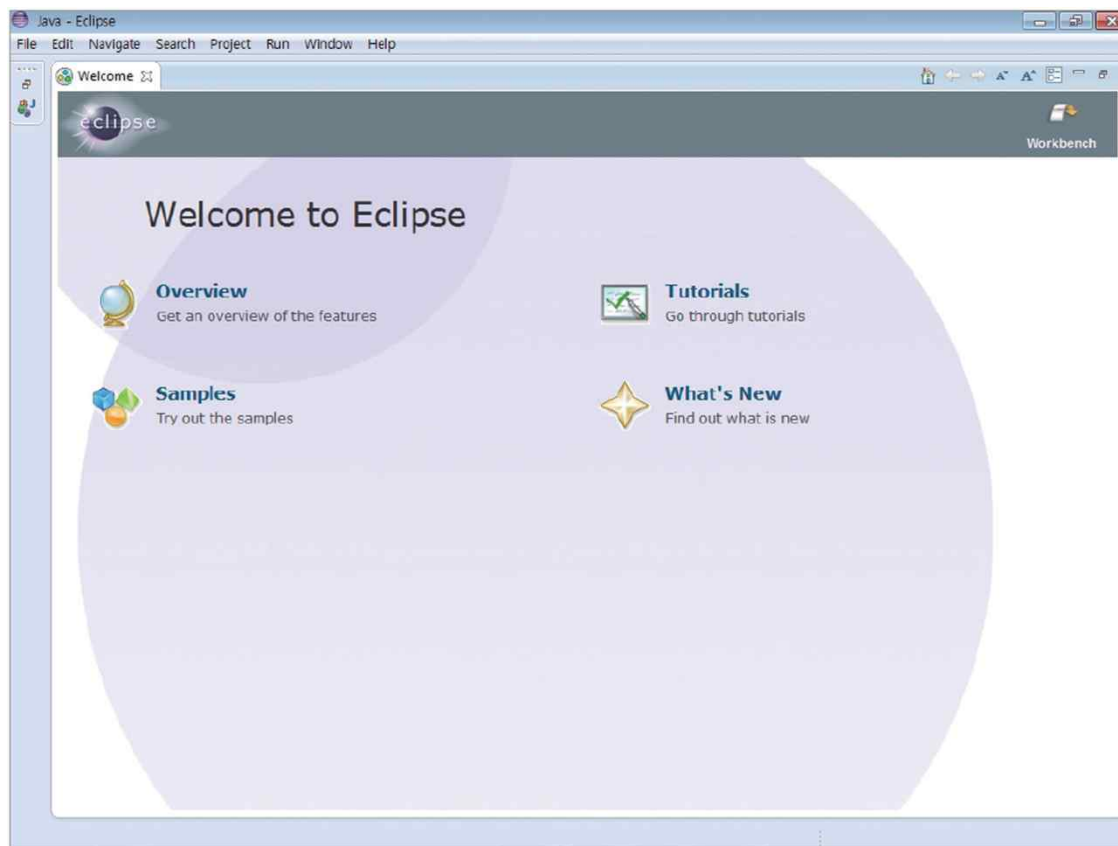 Java - Eclipse
File Edit Navigate Search Project Run Window Help
Welcome
eclipse
Workbench
Welcome to Eclipse
Overview
Get an overview of the features
Tutorials
Go through tutorials
Samples
Try out the samples
What's New
Find out what is new